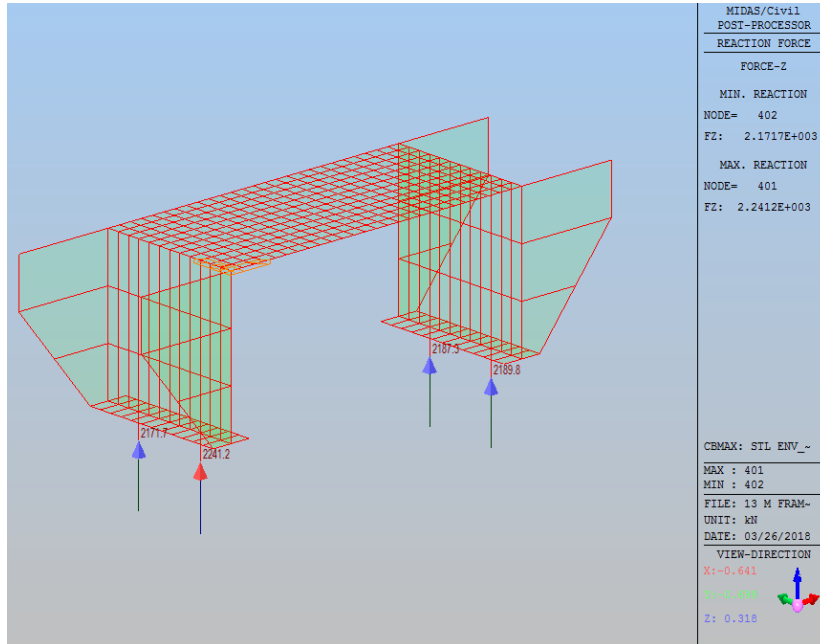 MIDAS/Civil
POST-PROCESSOR
REACTION FORCE
FORCE-Z
MIN. REACTION
NODE= 402
FZ: 2.1717E+003
MAX. REACTION
NODE= 401
FZ: 2.2412E+003
2187.3
2189.8
2171.7
2241.2
CBMAX: STL ENV_~
MAX : 401
MIN : 402
FILE: 13 M FRAM~
UNIT: kN
DATE: 03/26/2018
VIEW-DIRECTION
X:-0.641
Z: 0.318